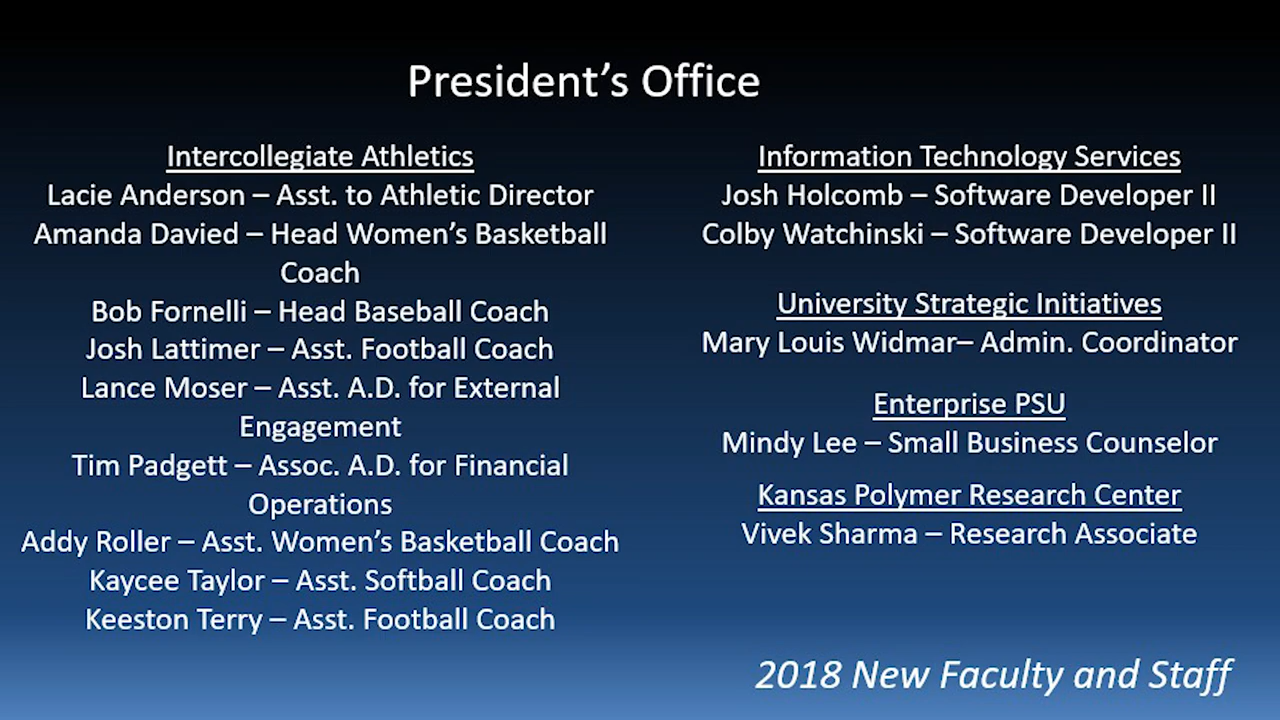 President's Office
Intercollegiate Athletics
Lacie Anderson – Asst. to Athletic Director
Amanda Davied – Head Women's Basketball
Coach
Bob Fornelli – Head Baseball Coach
Josh Lattimer – Asst. Football Coach
Lance Moser – Asst. A.D. for External
Engagement
Tim Padgett – Assoc. A.D. for Financial
Operations
Addy Roller – Asst. Women's Basketball Coach
Kaycee Taylor – Asst. Softball Coach
Keeston Terry – Asst. Football Coach
Information Technology Services
Josh Holcomb – Software Developer II
Colby Watchinski – Software Developer II
University Strategic Initiatives
Mary Louis Widmar– Admin. Coordinator
Enterprise PSU
Mindy Lee – Small Business Counselor
Kansas Polymer Research Center
Vivek Sharma – Research Associate
2018 New Faculty and Staff